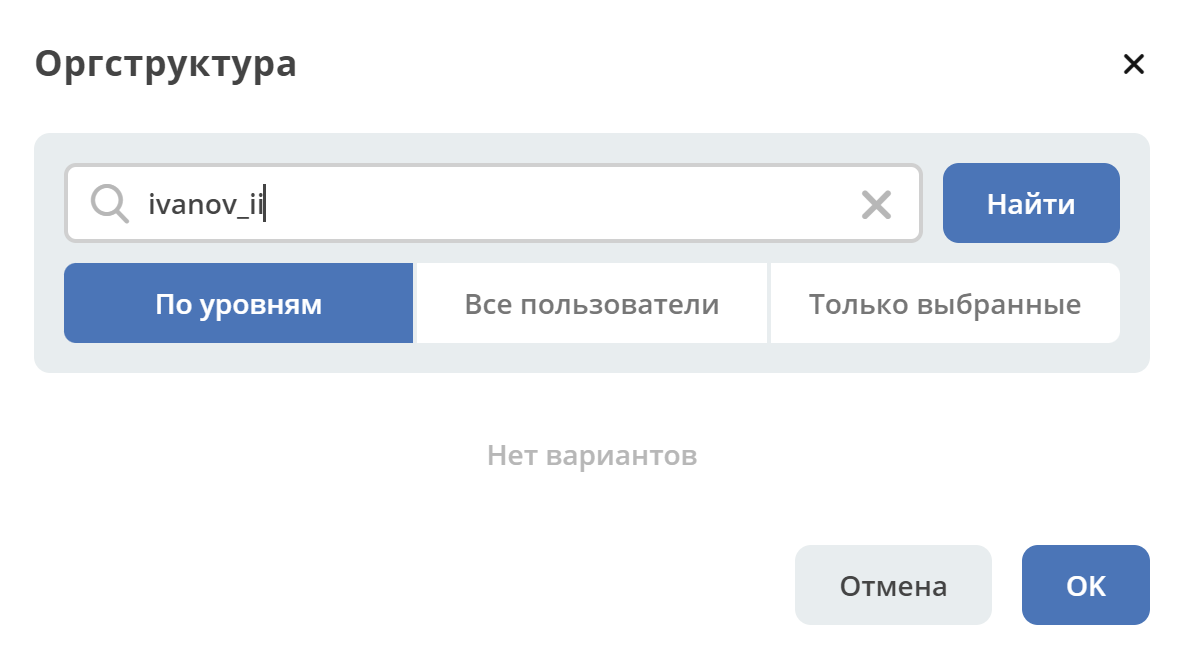 Оргструктура
ivanov_ii
Найти
По уровням
Все пользователи
Только выбранные
Нет вариантов
Отмена
OK